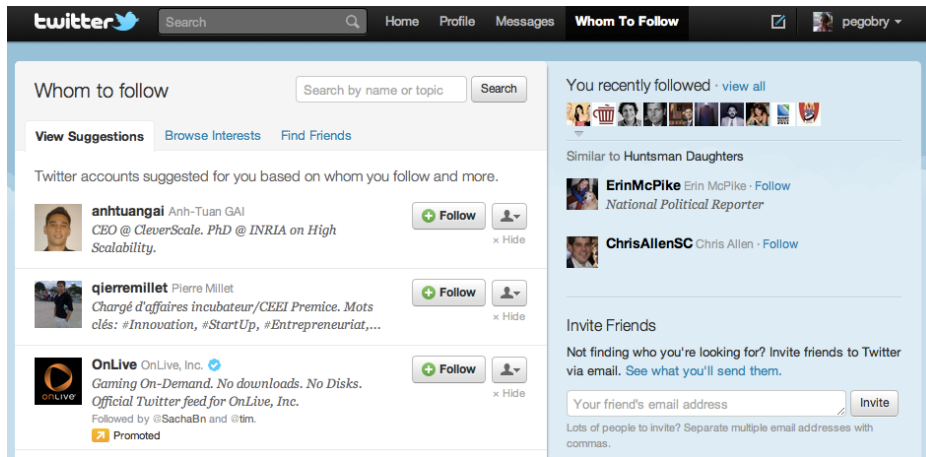 twitter
Search
Home Profile Messages Whom To Follow
pegobry
Whom to follow
Search by name or topic
Search
View Suggestions Browse Interests Find Friends
Twitter accounts suggested for you based on whom you follow and more.
anhtuangai Anh-Tuan GAI
CEO @ CleverScale. PhD @ INRIA on High
Scalability.
Follow
× Hide
qierremillet Pierre Millet
Chargé d'affaires incubateur/CEEI Premice. Mots
clés: #Innovation, #StartUp, #Entrepreneuriat,...
Follow
× Hide
OnLive OnLive, Inc.
Gaming On-Demand. No downloads. No Disks.
Official Twitter feed for OnLive, Inc.
Followed by @SachaBn and @tim.
Promoted
onLIVE
Follow
× Hide
You recently followed · view all
Similar to Huntsman Daughters
ErinMcPike Erin McPike · Follow
National Political Reporter
ChrisAllenSC Chris Allen · Follow
Invite Friends
Not finding who you're looking for? Invite friends to Twitter
via email. See what you'll send them.
Your friend's email address
Invite
Lots of people to invite? Separate multiple email addresses with
commas.